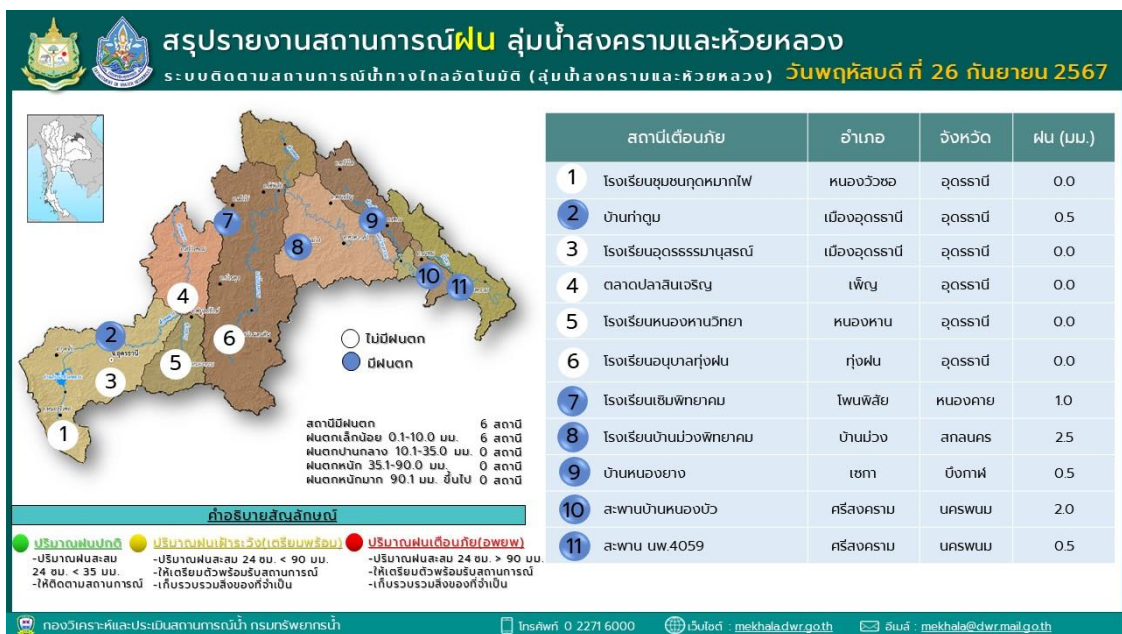 สรุปรายงานสถานการณ์ฝน ลุ่มน้ำสงครามและห้วยหลวง
ระบบติดตามสถานการณ์น้ำทางไกลอัตโนมัติ (ลุ่มน้ำสงครามและห้วยหลวง) วันพฤหัสบดี ที่ 26 กันยายน 2567
สถานีเตือนภัย อำเภอ จังหวัด ฝน (มม.)
1 โรงเรียนชุมชนกุดหมากไฟ หนองวัวซอ อุดรธานี 0.0
2 บ้านท่าตูม เมืองอุดรธานี อุดรธานี 0.5
3 โรงเรียนอุดรธรรมานุสรณ์ เมืองอุดรธานี อุดรธานี 0.0
4 ตลาดปลาสินเจริญ เพ็ญ อุดรธานี 0.0
5 โรงเรียนหนองหานวิทยา หนองหาน อุดรธานี 0.0
6 โรงเรียนอนุบาลทุ่งฝน ทุ่งฝน อุดรธานี 0.0
7 โรงเรียนเซิมพิทยาคม โพนพิสัย หนองคาย 1.0
8 โรงเรียนบ้านม่วงพิทยาคม บ้านม่วง สกลนคร 2.5
9 บ้านหนองยาง เซกา บึงกาฬ 0.5
10 สะพานบ้านหนองบัว ศรีสงคราม นครพนม 2.0
11 สะพาน นพ.4059 ศรีสงคราม นครพนม 0.5
7
9
8
10
11
4
2
6
5
3
1
ไม่มีฝนตก
มีฝนตก
สถานีมีฝนตก 6 สถานี
ฝนตกเล็กน้อย 0.1-10.0 มม. 6 สถานี
ฝนตกปานกลาง 10.1-35.0 มม. 0 สถานี
ฝนตกหนัก 35.1-90.0 มม. 0 สถานี
ฝนตกหนักมาก 90.1 มม. ขึ้นไป 0 สถานี
คำอธิบายสัญลักษณ์
ปริมาณฝนปกติ
-ปริมาณฝนสะสม
24 ชม. < 35 มม.
-ให้ติดตามสถานการณ์
ปริมาณฝนเฝ้าระวัง(เตรียมพร้อม)
-ปริมาณฝนสะสม 24 ชม. < 90 มม.
-ให้เตรียมตัวพร้อมรับสถานการณ์
-เก็บรวบรวมสิ่งของที่จำเป็น
ปริมาณฝนเตือนภัย(อพยพ)
-ปริมาณฝนสะสม 24 ชม. > 90 มม.
-ให้เตรียมตัวพร้อมรับสถานการณ์
-เก็บรวบรวมสิ่งของที่จำเป็น
กองวิเคราะห์และประเมินสถานการณ์น้ำ กรมทรัพยากรน้ำ โทรศัพท์ 0 2271 6000 เว็บไซต์ : mekhala.dwr.go.th อีเมล์ : mekhala@dwr.mail.go.th